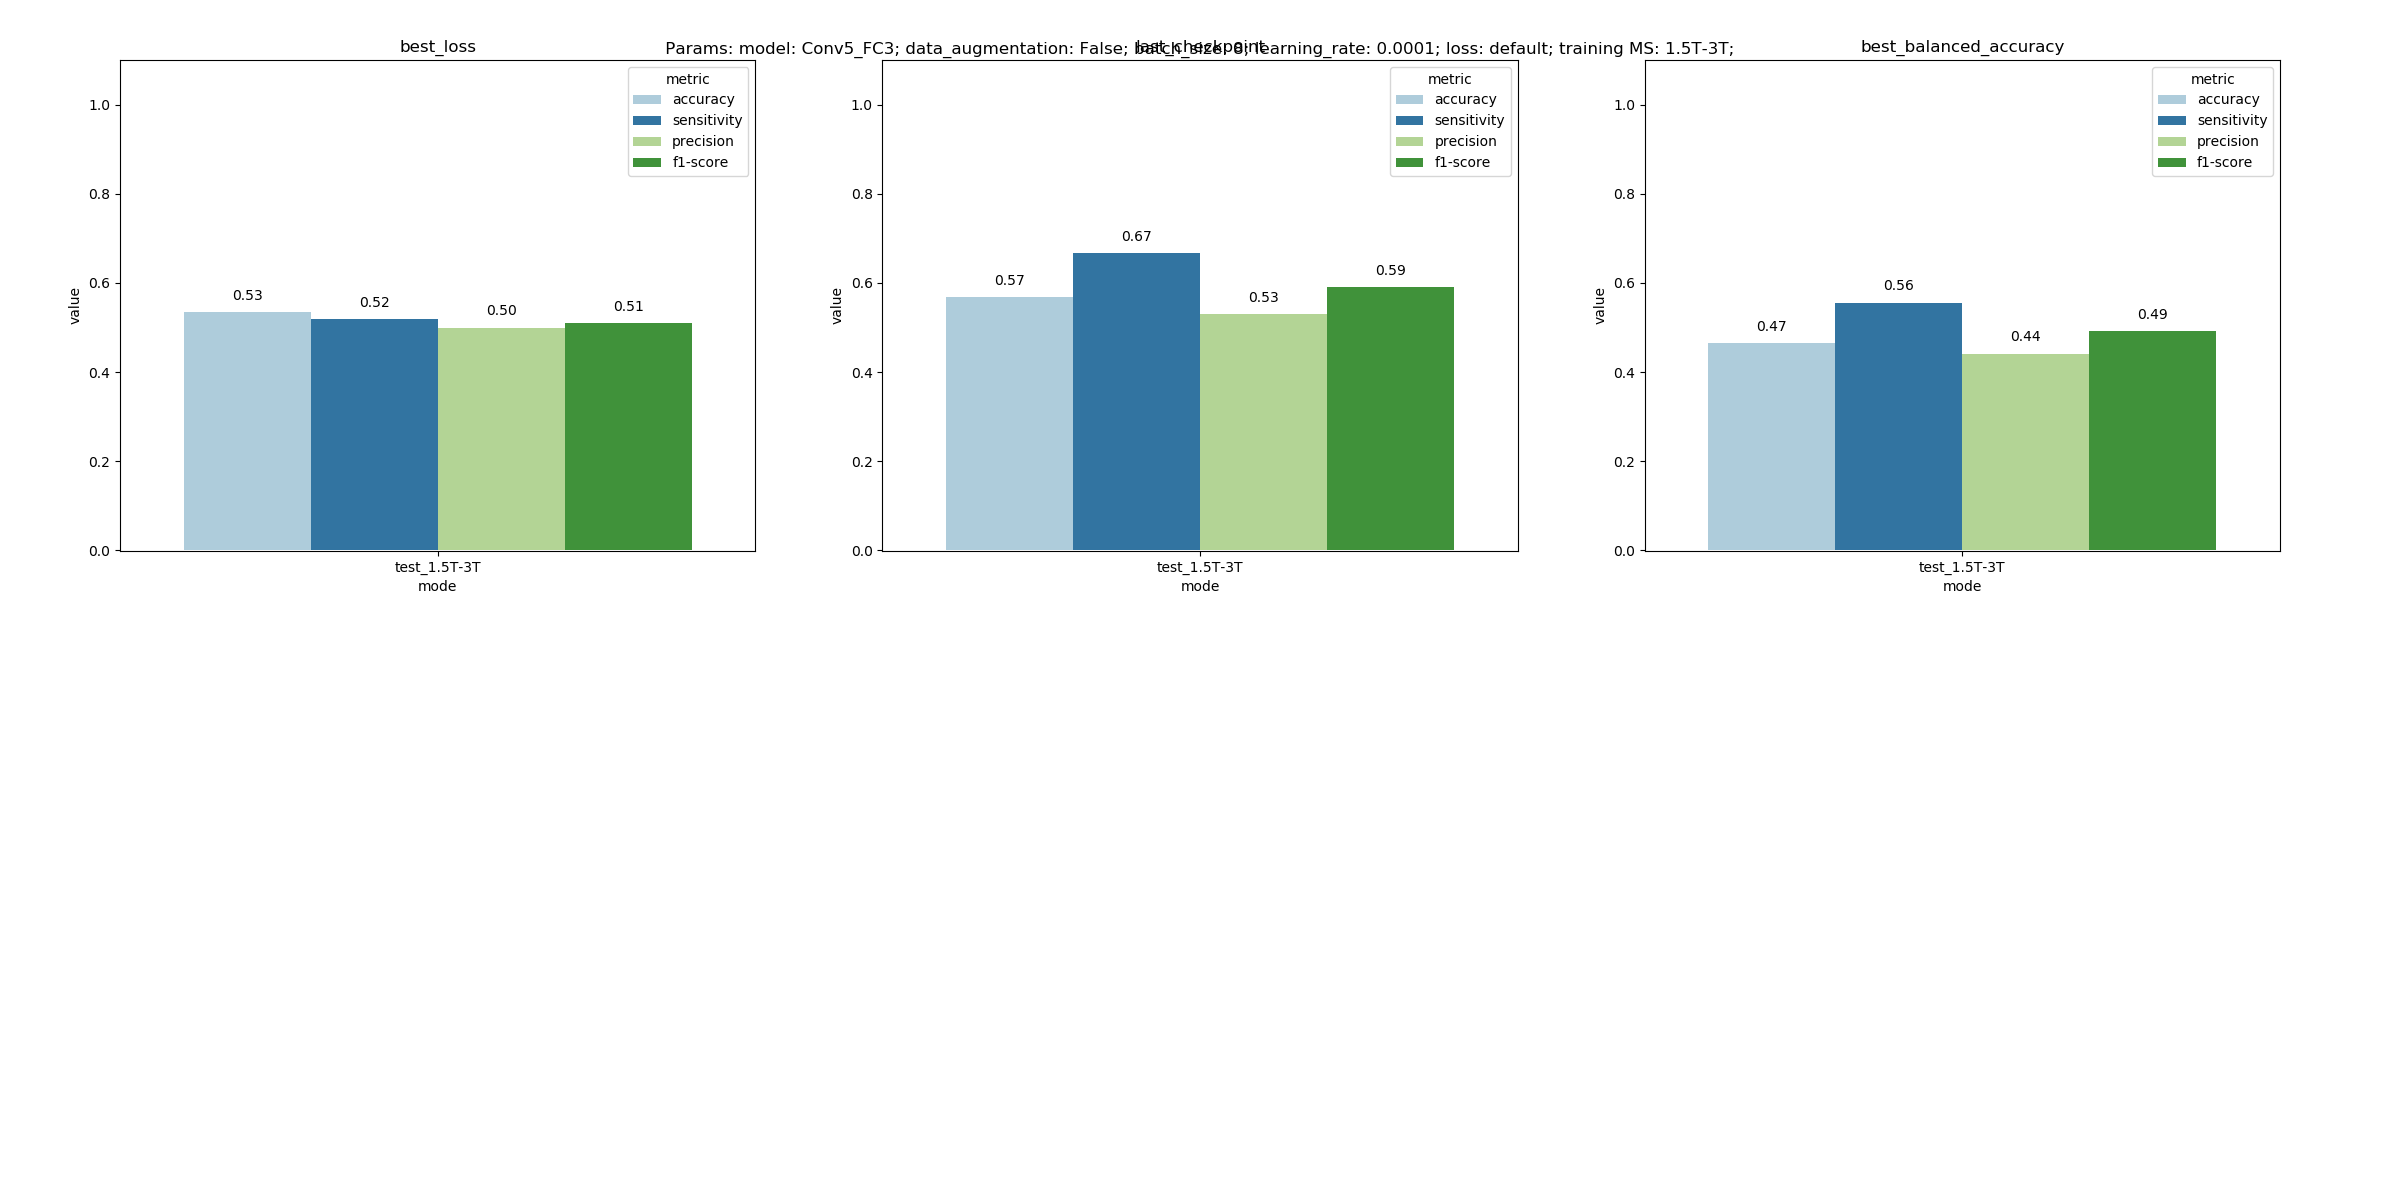 best_loss
Params: model: Conv5_FC3; data_augmentation: False; batch_size: 8; learning_rate: 0.0001; loss: default; training MS: 1.5T-3T;
last_checkpoint
best_balanced_accuracy
metric
accuracy
sensitivity
precision
f1-score
1.0
0.8
0.6
0.4
0.2
0.0
value
0.53
0.52
0.50
0.51
test_1.5T-3T
mode
metric
accuracy
sensitivity
precision
f1-score
1.0
0.8
0.6
0.4
0.2
0.0
value
0.57
0.67
0.53
0.59
test_1.5T-3T
mode
metric
accuracy
sensitivity
precision
f1-score
1.0
0.8
0.6
0.4
0.2
0.0
value
0.47
0.56
0.44
0.49
test_1.5T-3T
mode